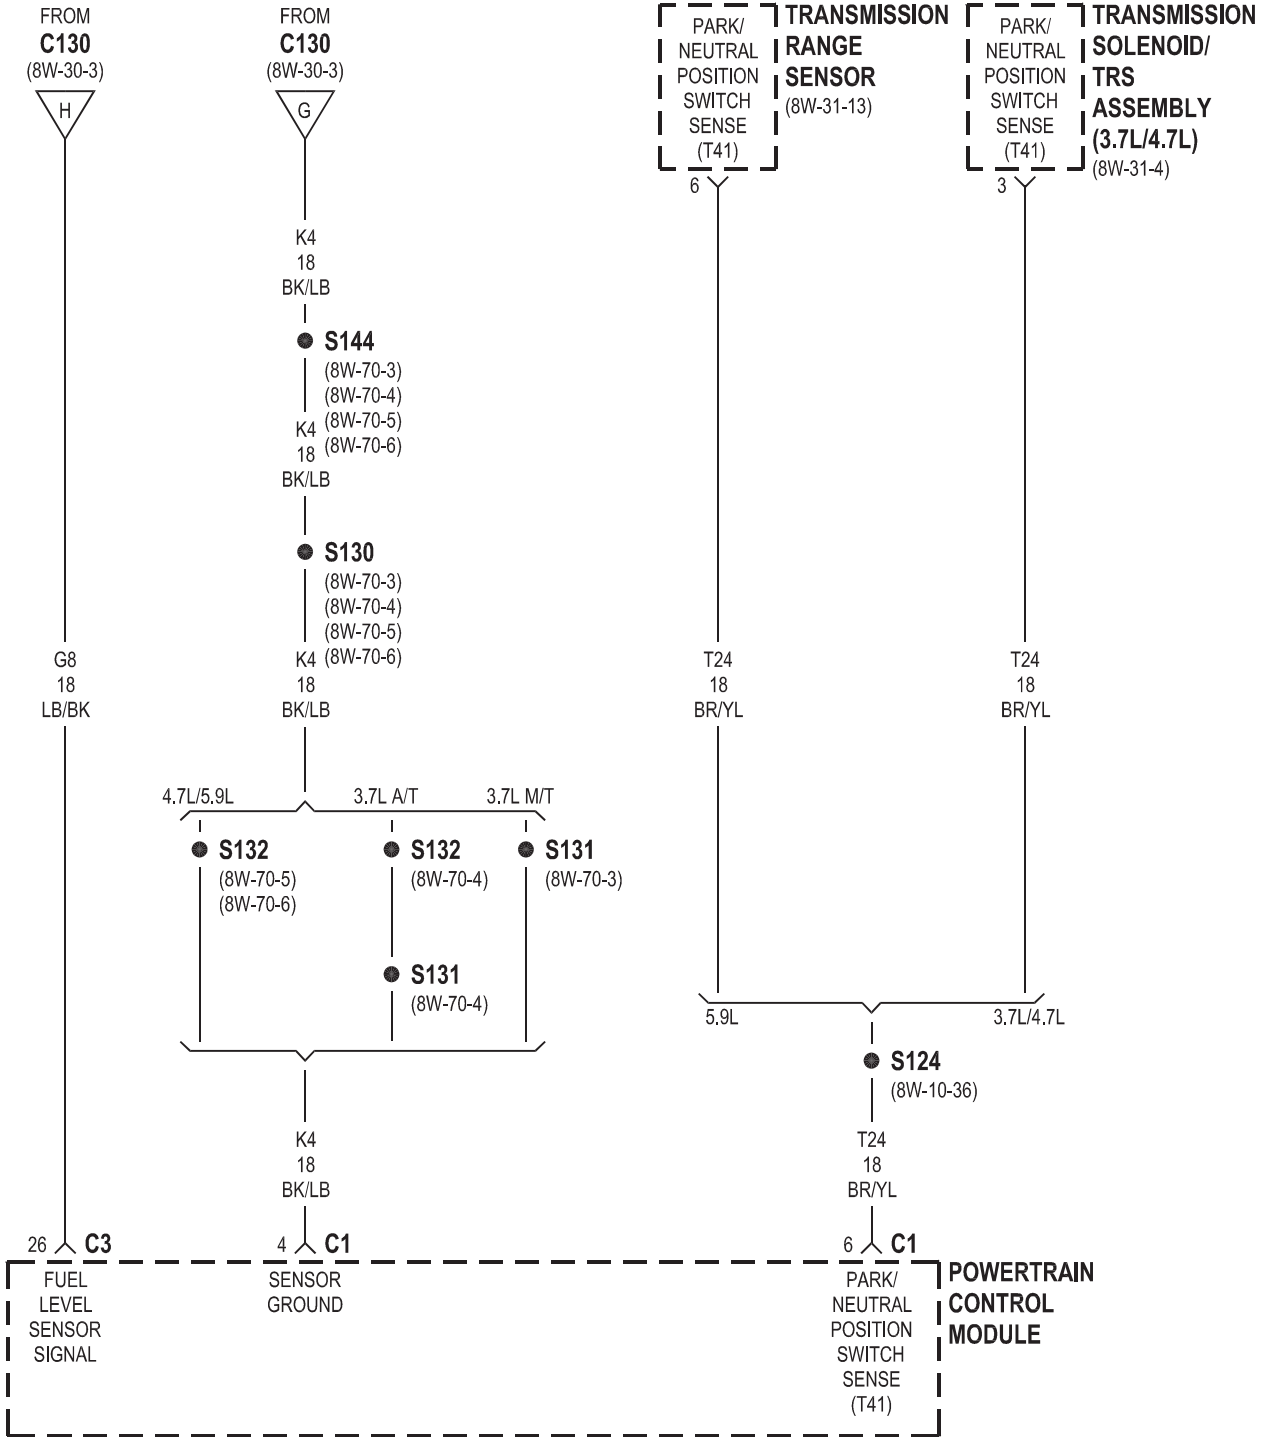 FROM
C130
(8W-30-3)
H
FROM
C130
(8W-30-3)
G
PARK/
NEUTRAL
POSITION
SWITCH
SENSE
(T41)
TRANSMISSION
RANGE
SENSOR
(8W-31-13)
6
PARK/
NEUTRAL
POSITION
SWITCH
SENSE
(T41)
TRANSMISSION
SOLENOID/
TRS
ASSEMBLY
(3.7L/4.7L)
(8W-31-4)
3
K4
18
BK/LB
S144
(8W-70-3)
(8W-70-4)
(8W-70-5)
(8W-70-6)
K4
18
BK/LB
S130
(8W-70-3)
(8W-70-4)
(8W-70-5)
(8W-70-6)
G8
18
LB/BK
K4
18
BK/LB
T24
18
BR/YL
T24
18
BR/YL
4.7L/5.9L
3.7L A/T
3.7L M/T
S132
(8W-70-5)
(8W-70-6)
S132
(8W-70-4)
S131
(8W-70-3)
S131
(8W-70-4)
5.9L
3.7L/4.7L
S124
(8W-10-36)
K4
18
BK/LB
T24
18
BR/YL
26 C3
4 C1
6 C1
FUEL
LEVEL
SENSOR
SIGNAL
SENSOR
GROUND
PARK/
NEUTRAL
POSITION
SWITCH
SENSE
(T41)
POWERTRAIN
CONTROL
MODULE